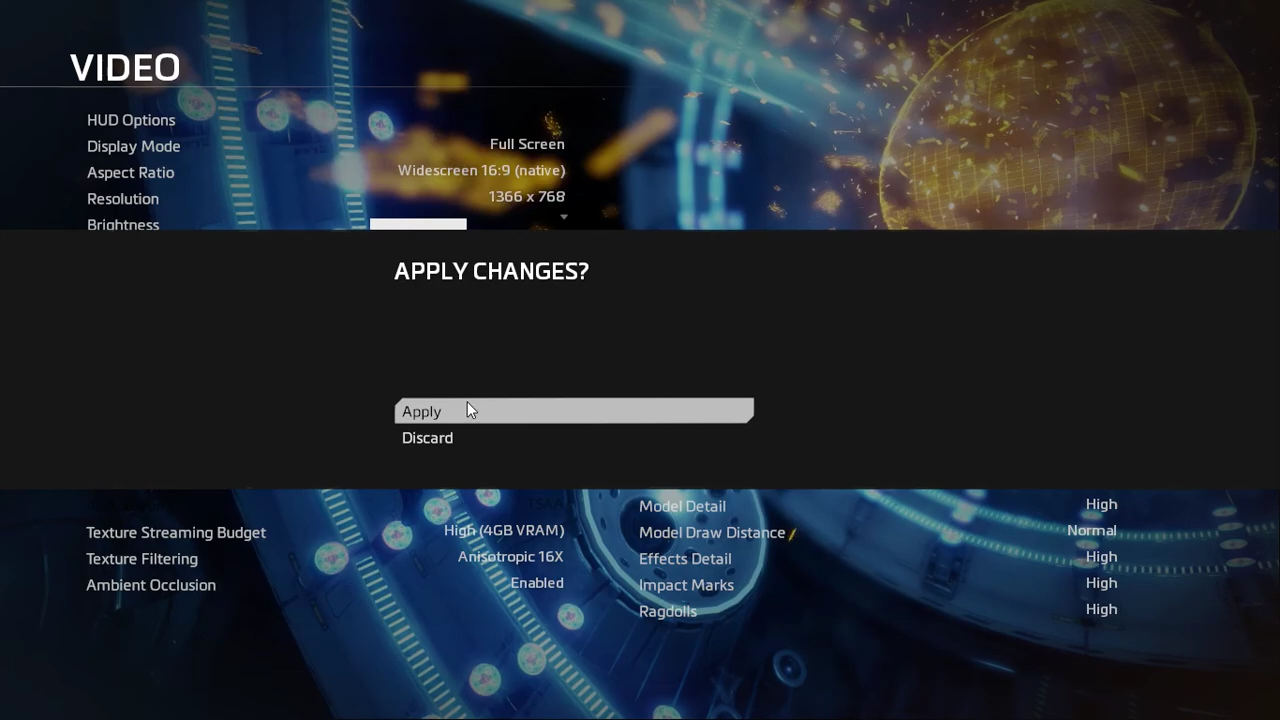 VIDEO
HUD Options
Display Mode
Full Screen
Aspect Ratio
Widescreen 16:9 (native)
Resolution
1366 x 768
Brightness
APPLY CHANGES?
Apply
Discard
TSAA
Model Detail
High
Texture Streaming Budget
High (4GB VRAM)
Model Draw Distance
Normal
Texture Filtering
Anisotropic 16X
Effects Detail
High
Ambient Occlusion
Enabled
Impact Marks
High
Ragdolls
High